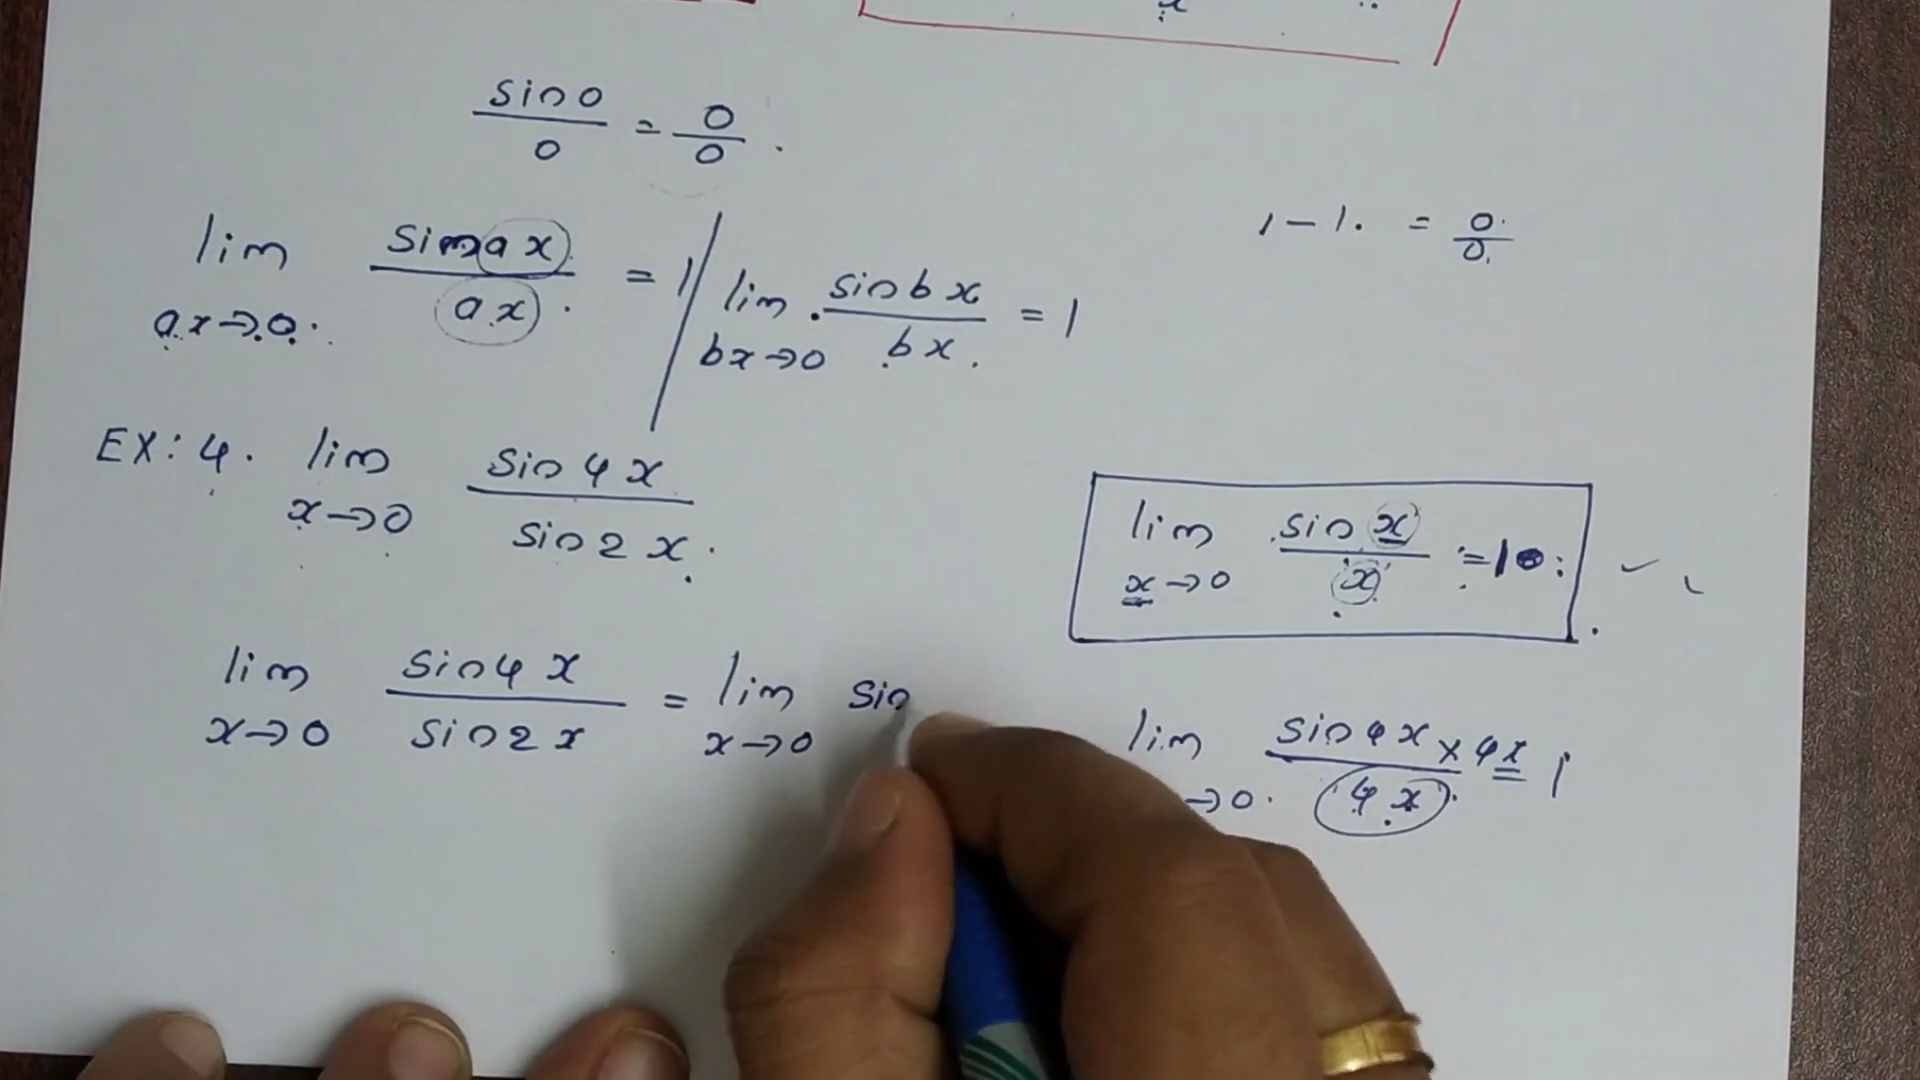 sin 0 / 0 = 0 / 0 .
1 – 1. = 0 / 0.
lim ax→0. sin ax / ax . = 1
lim bx→0 . sin bx / bx . = 1
EX: 4. lim x→0 sin 4x / sin 2x .
lim x→0 sin x / x = 1
lim x→0 sin 4x / sin 2x = lim x→0 sin
lim →0. sin 4x / 4x × 4x = 1